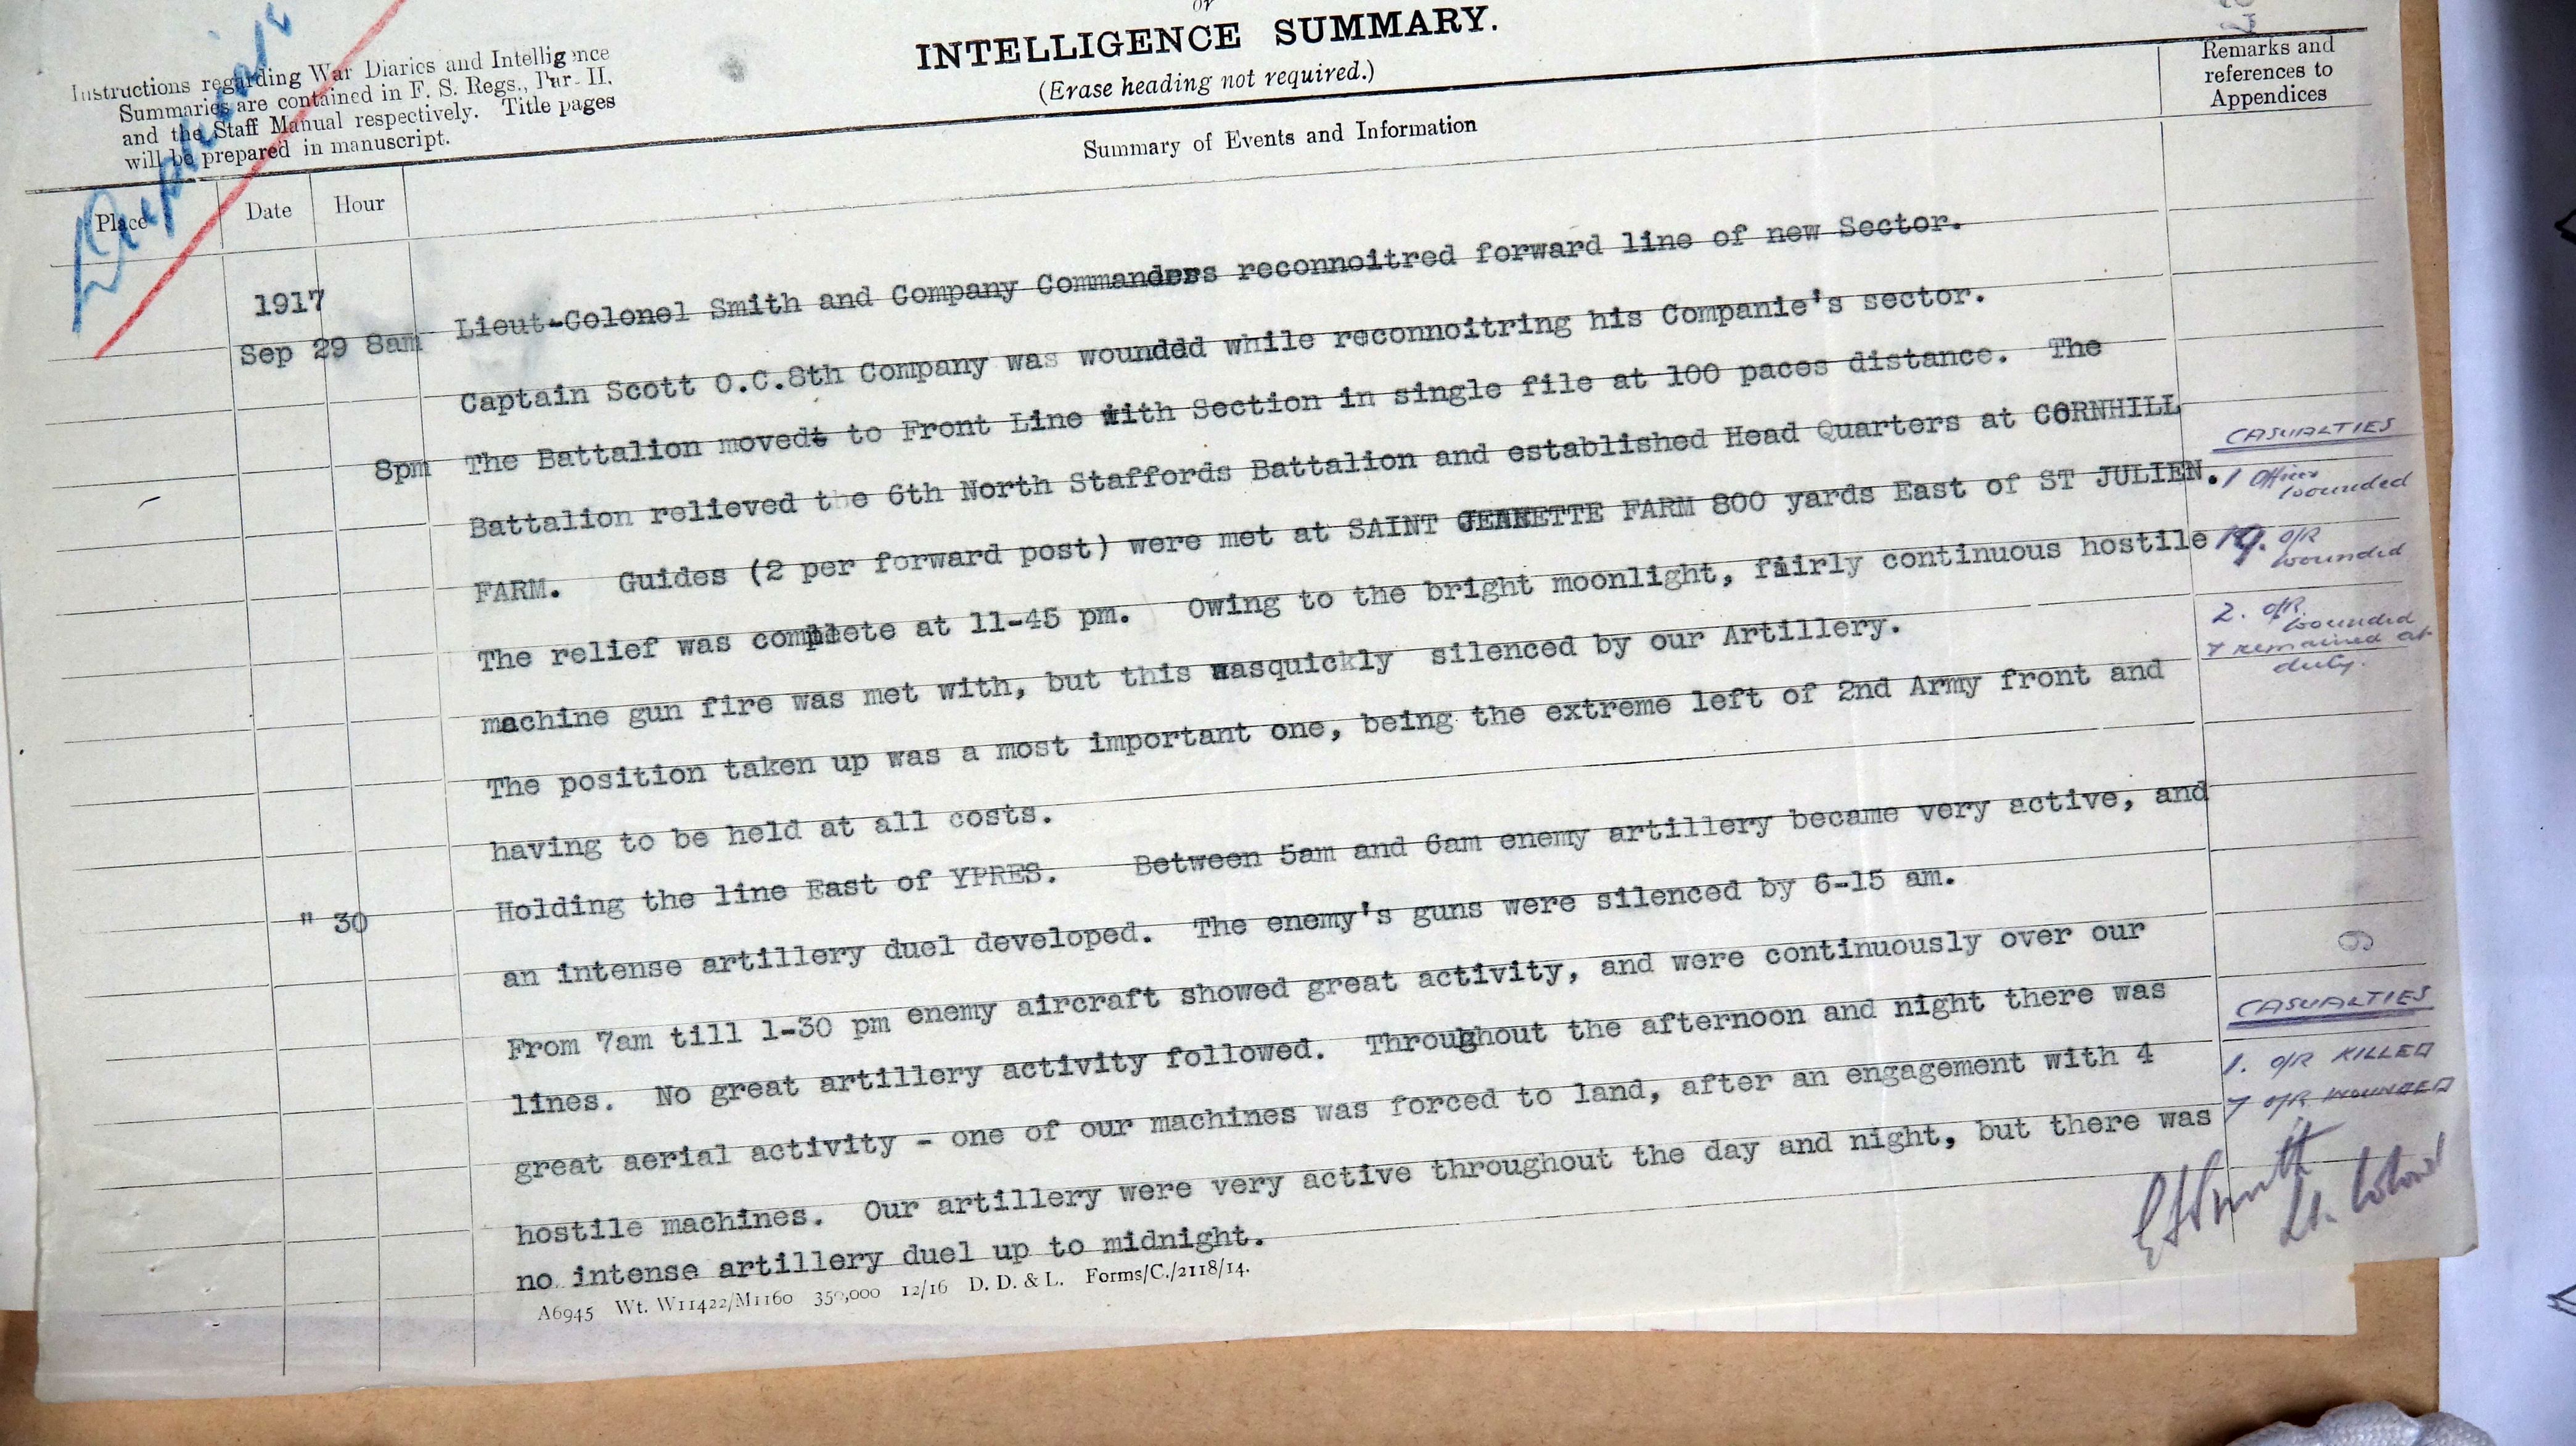 or
INTELLIGENCE SUMMARY.
(Erase heading not required.)
Instructions regarding War Diaries and Intelligence
Summaries are contained in F. S. Regs., Par- II.
and the Staff Manual respectively. Title pages
will be prepared in manuscript.
Duplicate
Remarks and
references to
Appendices
Summary of Events and Information
Place
Date
Hour
1917
Sep 29 8am Lieut-Colonel Smith and Company Commanders reconnoitred forward line of new Sector.
Captain Scott O.C.8th Company was wounddd while reconnoitring his Companie's sector.
8pm The Battalion movedt to Front Line with Section in single file at 100 paces distance. The
Battalion relieved the 6th North Staffords Battalion and established Head Quarters at CORNHILL
FARM. Guides (2 per forward post) were met at SAINT JEANETTE FARM 800 yards East of ST JULIEN.
The relief was complete at 11-45 pm. Owing to the bright moonlight, fairly continuous hostile
machine gun fire was met with, but this wasquickly silenced by our Artillery.
The position taken up was a most important one, being the extreme left of 2nd Army front and
having to be held at all costs.
" 30 Holding the line East of YPRES. Between 5am and 6am enemy artillery became very active, and
an intense artillery duel developed. The enemy's guns were silenced by 6-15 am.
From 7am till 1-30 pm enemy aircraft showed great activity, and were continuously over our
lines. No great artillery activity followed. Throughout the afternoon and night there was
great aerial activity - one of our machines was forced to land, after an engagement with 4
hostile machines. Our artillery were very active throughout the day and night, but there was
no intense artillery duel up to midnight.
CASUALTIES
1 Officer
wounded
19. O/R
wounded
2. O/R
wounded
& remained at
duty.
9
CASUALTIES
1. O/R KILLED
7 O/R WOUNDED
Smith
Lt. Colonel
A6945 Wt. W11422/M1160 350,000 12/16 D. D. & L. Forms/C./2118/14.